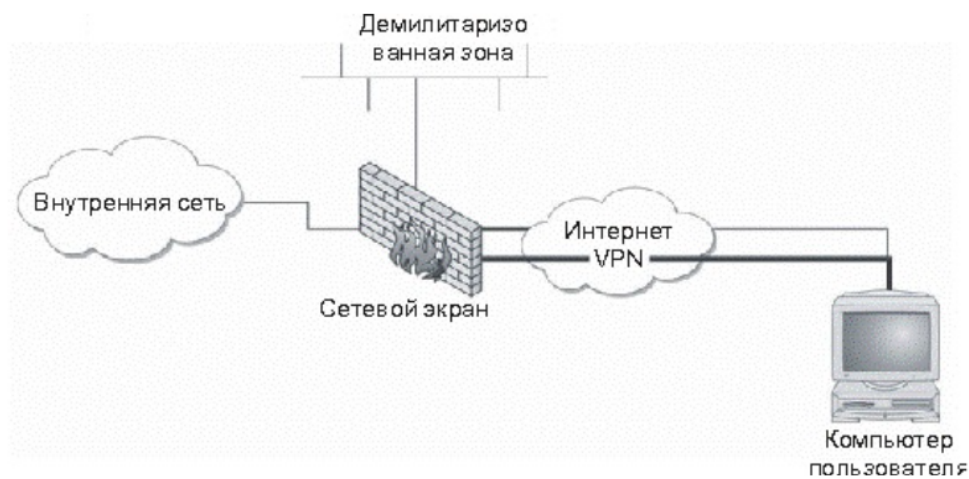 Демилитаризо
ванная зона
Внутренняя сеть
Интернет
VPN
Сетевой экран
Компьютер
пользователя